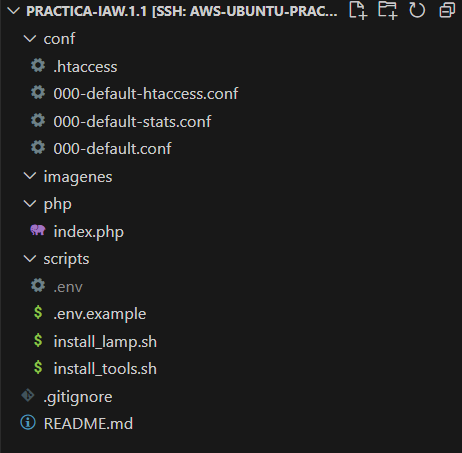 PRACTICA-IAW.1.1 [SSH: AWS-UBUNTU-PRAC...
conf
.htaccess
000-default-htaccess.conf
000-default-stats.conf
000-default.conf
imagenes
php
index.php
scripts
.env
$ .env.example
$ install_lamp.sh
$ install_tools.sh
.gitignore
README.md